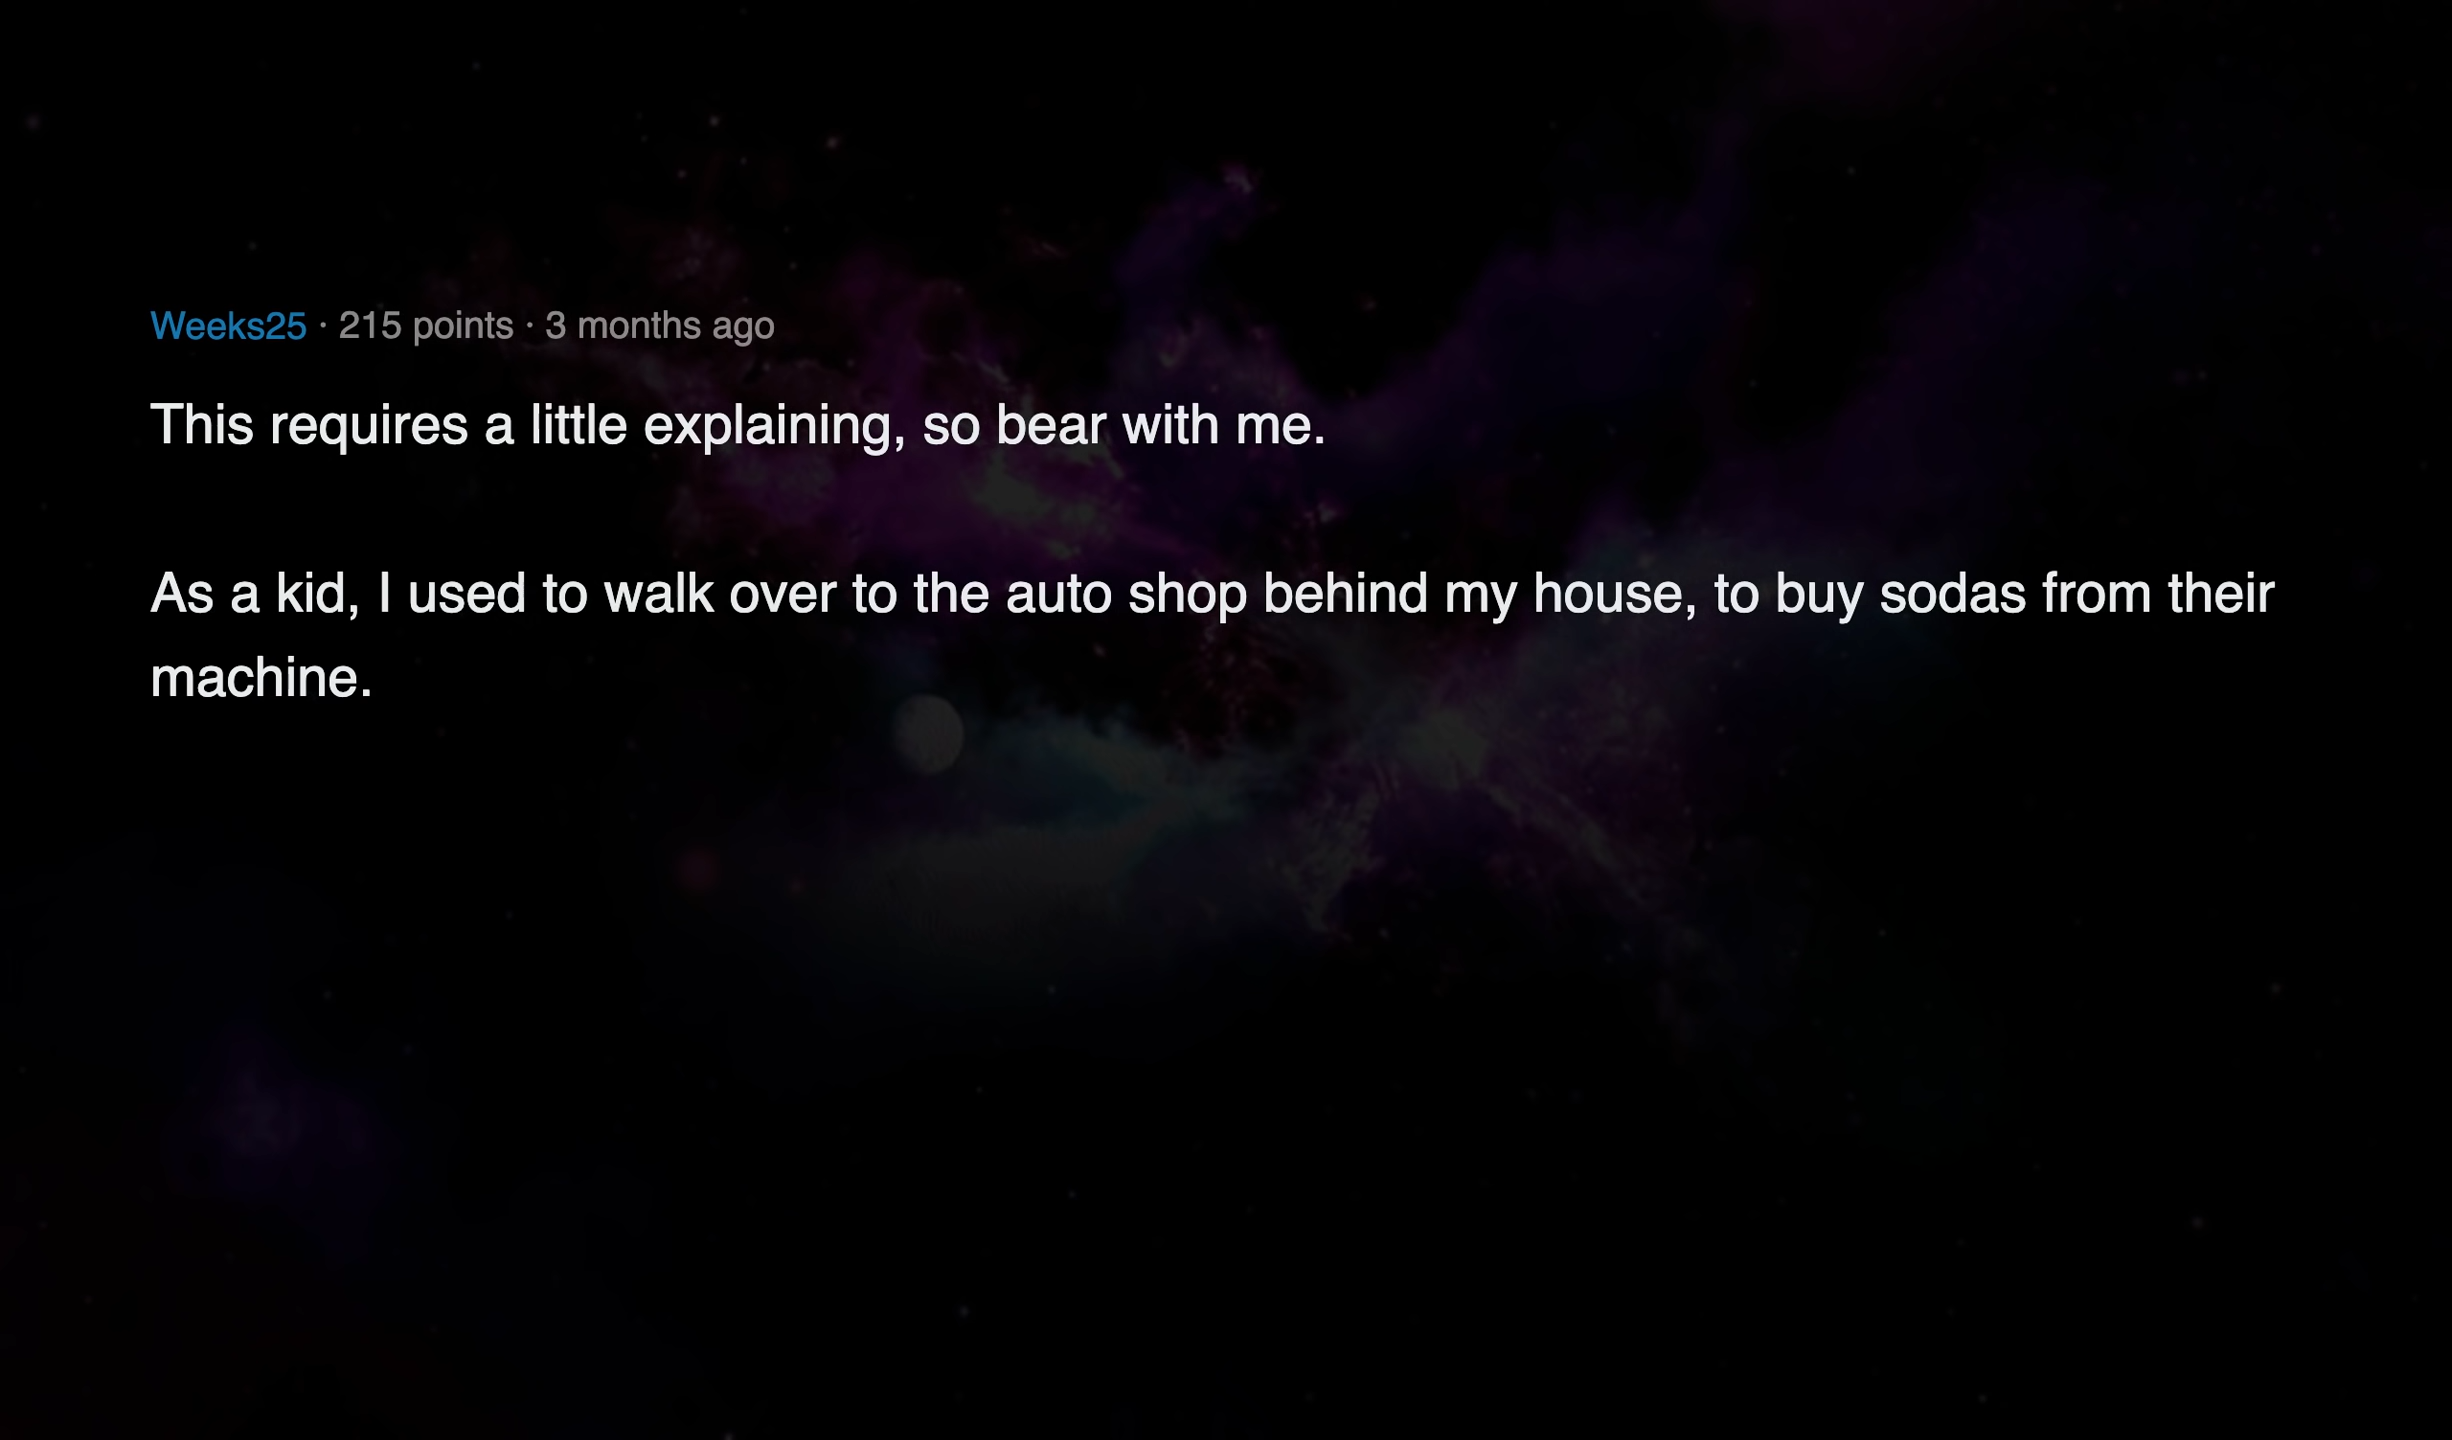 Weeks25 · 215 points · 3 months ago
This requires a little explaining, so bear with me.
As a kid, I used to walk over to the auto shop behind my house, to buy sodas from their
machine.